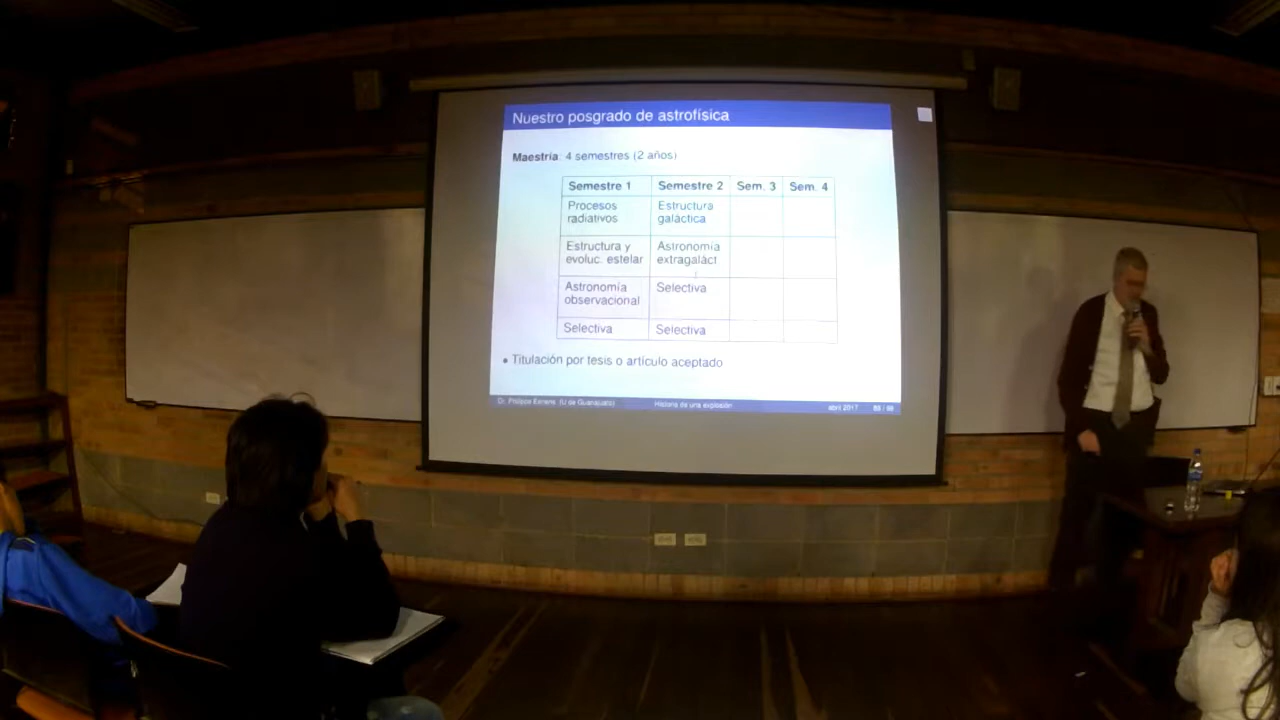 Nuestro posgrado de astrofísica
Maestría: 4 semestres (2 años)
Semestre 1 Semestre 2 Sem. 3 Sem. 4
Procesos radiativos Estructura galáctica
Estructura y evoluc. estelar Astronomía extragaláct
Astronomía observacional Selectiva
Selectiva Selectiva
• Titulación por tesis o artículo aceptado
Dr. Philippe Eenens (U de Guanajuato) Historia de una explosión abril 2017